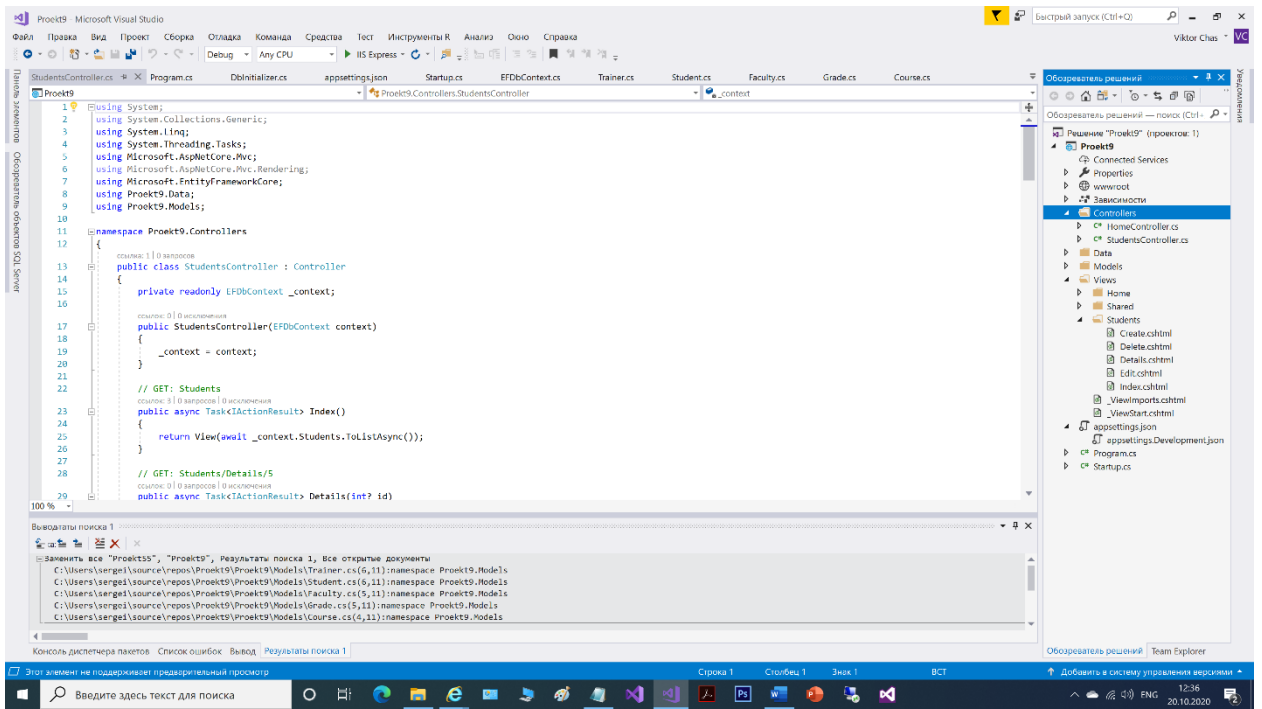 Proekt9 - Microsoft Visual Studio
Быстрый запуск (Ctrl+Q)
Файл Правка Вид Проект Сборка Отладка Команда Средства Тест Инструменты R Анализ Окно Справка
Viktor Chas VC
Debug Any CPU IIS Express
Панель элементов
Обозреватель объектов SQL Server
StudentsController.cs Program.cs DbInitializer.cs appsettings.json Startup.cs EFDbContext.cs Trainer.cs Student.cs Faculty.cs Grade.cs Course.cs
Proekt9 Proekt9.Controllers.StudentsController _context
1 using System;
2 using System.Collections.Generic;
3 using System.Linq;
4 using System.Threading.Tasks;
5 using Microsoft.AspNetCore.Mvc;
6 using Microsoft.AspNetCore.Mvc.Rendering;
7 using Microsoft.EntityFrameworkCore;
8 using Proekt9.Data;
9 using Proekt9.Models;
10
11 namespace Proekt9.Controllers
12 {
ссылка: 1 | 0 запросов
13 public class StudentsController : Controller
14 {
15 private readonly EFDbContext _context;
16
ссылок: 0 | 0 исключения
17 public StudentsController(EFDbContext context)
18 {
19 _context = context;
20 }
21
22 // GET: Students
ссылок: 3 | 0 запросов | 0 исключения
23 public async Task<IActionResult> Index()
24 {
25 return View(await _context.Students.ToListAsync());
26 }
27
28 // GET: Students/Details/5
ссылок: 0 | 0 запросов | 0 исключения
29 public async Task<IActionResult> Details(int? id)
100 %
Выводтаты поиска 1
Заменить все "Proekt55", "Proekt9", Результаты поиска 1, Все открытые документы
C:\Users\sergei\source\repos\Proekt9\Proekt9\Models\Trainer.cs(6,11):namespace Proekt9.Models
C:\Users\sergei\source\repos\Proekt9\Proekt9\Models\Student.cs(6,11):namespace Proekt9.Models
C:\Users\sergei\source\repos\Proekt9\Proekt9\Models\Faculty.cs(5,11):namespace Proekt9.Models
C:\Users\sergei\source\repos\Proekt9\Proekt9\Models\Grade.cs(5,11):namespace Proekt9.Models
C:\Users\sergei\source\repos\Proekt9\Proekt9\Models\Course.cs(4,11):namespace Proekt9.Models
Консоль диспетчера пакетов Список ошибок Вывод Результаты поиска 1
Обозреватель решений
Обозреватель решений — поиск (Ctrl+
Решение "Proekt9" (проектов: 1)
Proekt9
Connected Services
Properties
wwwroot
Зависимости
Controllers
C# HomeController.cs
C# StudentsController.cs
Data
Models
Views
Home
Shared
Students
Create.cshtml
Delete.cshtml
Details.cshtml
Edit.cshtml
Index.cshtml
_ViewImports.cshtml
_ViewStart.cshtml
appsettings.json
appsettings.Development.json
C# Program.cs
C# Startup.cs
Обозреватель решений Team Explorer
Уведомления
Этот элемент не поддерживает предварительный просмотр Строка 1 Столбец 1 Знак 1 ВСТ Добавить в систему управления версиями
Введите здесь текст для поиска
ENG
12:36
20.10.2020